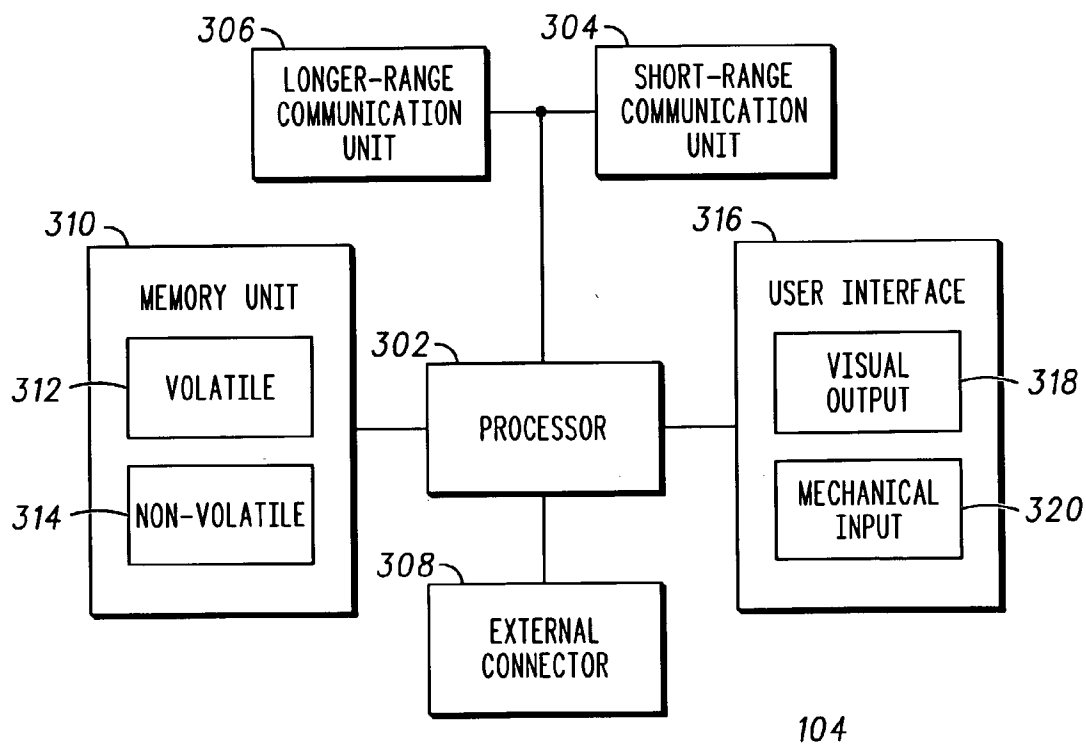 306
LONGER-RANGE
COMMUNICATION
UNIT
304
SHORT-RANGE
COMMUNICATION
UNIT
310
MEMORY UNIT
312
VOLATILE
314
NON-VOLATILE
302
PROCESSOR
308
EXTERNAL
CONNECTOR
316
USER INTERFACE
VISUAL
OUTPUT
318
MECHANICAL
INPUT
320
104